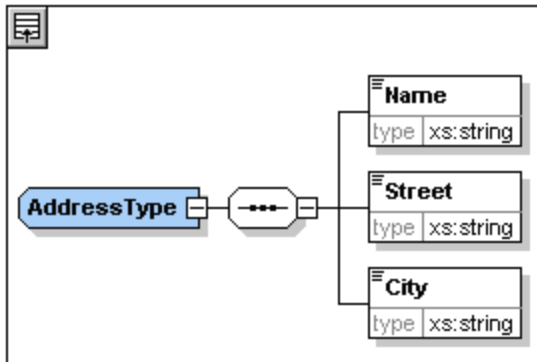 Name
type xs:string
AddressType
Street
type xs:string
City
type xs:string